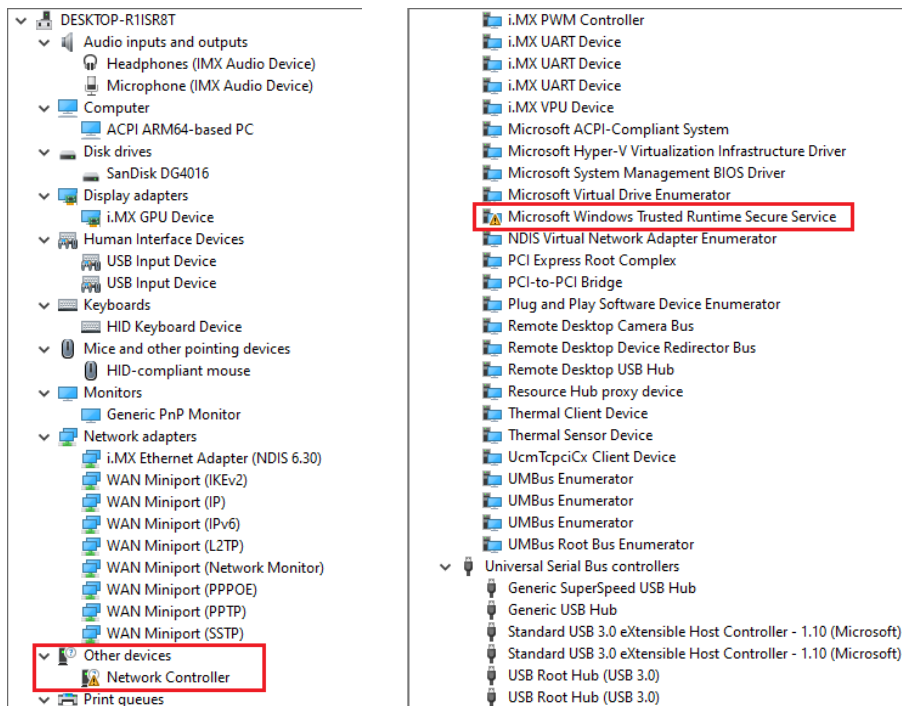 DESKTOP-R1ISR8T
Audio inputs and outputs
Headphones (IMX Audio Device)
Microphone (IMX Audio Device)
Computer
ACPI ARM64-based PC
Disk drives
SanDisk DG4016
Display adapters
i.MX GPU Device
Human Interface Devices
USB Input Device
USB Input Device
Keyboards
HID Keyboard Device
Mice and other pointing devices
HID-compliant mouse
Monitors
Generic PnP Monitor
Network adapters
i.MX Ethernet Adapter (NDIS 6.30)
WAN Miniport (IKEv2)
WAN Miniport (IP)
WAN Miniport (IPv6)
WAN Miniport (L2TP)
WAN Miniport (Network Monitor)
WAN Miniport (PPPOE)
WAN Miniport (PPTP)
WAN Miniport (SSTP)
Other devices
Network Controller
Print queues
i.MX PWM Controller
i.MX UART Device
i.MX UART Device
i.MX UART Device
i.MX VPU Device
Microsoft ACPI-Compliant System
Microsoft Hyper-V Virtualization Infrastructure Driver
Microsoft System Management BIOS Driver
Microsoft Virtual Drive Enumerator
Microsoft Windows Trusted Runtime Secure Service
NDIS Virtual Network Adapter Enumerator
PCI Express Root Complex
PCI-to-PCI Bridge
Plug and Play Software Device Enumerator
Remote Desktop Camera Bus
Remote Desktop Device Redirector Bus
Remote Desktop USB Hub
Resource Hub proxy device
Thermal Client Device
Thermal Sensor Device
UcmTcpciCx Client Device
UMBus Enumerator
UMBus Enumerator
UMBus Enumerator
UMBus Root Bus Enumerator
Universal Serial Bus controllers
Generic SuperSpeed USB Hub
Generic USB Hub
Standard USB 3.0 eXtensible Host Controller - 1.10 (Microsoft)
Standard USB 3.0 eXtensible Host Controller - 1.10 (Microsoft)
USB Root Hub (USB 3.0)
USB Root Hub (USB 3.0)